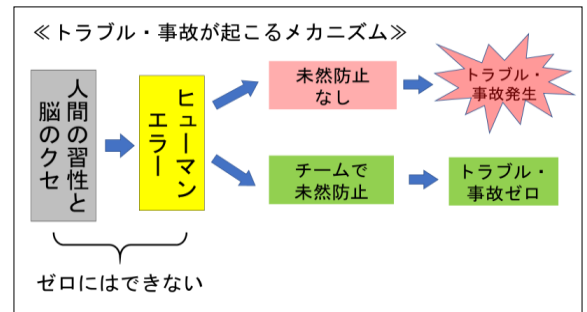 ≪トラブル・事故が起こるメカニズム≫
人間の習性と
脳のクセ
ヒューマン
エラー
未然防止
なし
トラブル・
事故発生
チームで
未然防止
トラブル・
事故ゼロ
ゼロにはできない